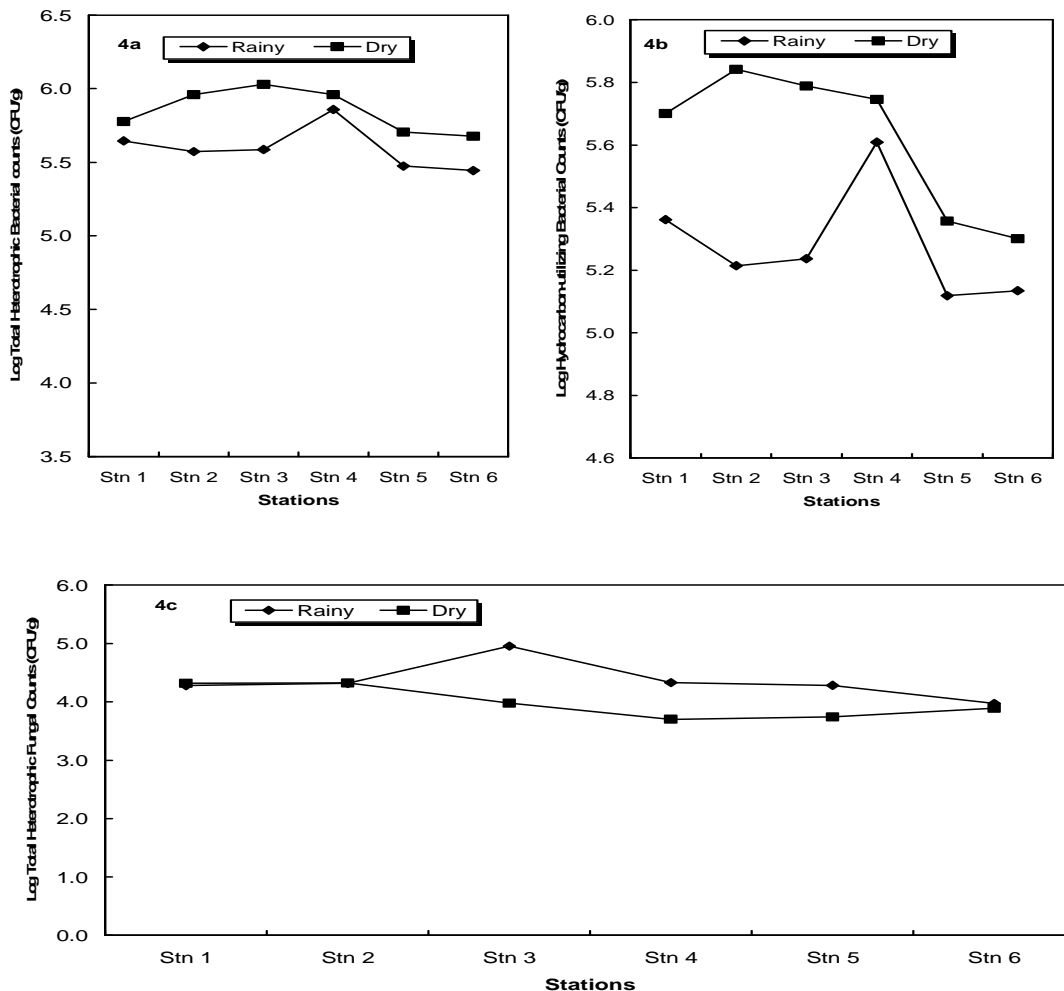 4a
Rainy Dry
6.5
6.0
5.5
5.0
4.5
4.0
3.5
Log Total Heterotrophic Bacterial counts (CFU/g)
Stn 1 Stn 2 Stn 3 Stn 4 Stn 5 Stn 6
Stations
4b
Rainy Dry
6.0
5.8
5.6
5.4
5.2
5.0
4.8
4.6
Log Hydrocarbon-utilizing Bacterial Counts (CFU/g)
Stn 1 Stn 2 Stn 3 Stn 4 Stn 5 Stn 6
Stations
4c
Rainy Dry
6.0
5.0
4.0
3.0
2.0
1.0
0.0
Log Total Heterotrophic Fungal Counts (CFU/g)
Stn 1 Stn 2 Stn 3 Stn 4 Stn 5 Stn 6
Stations